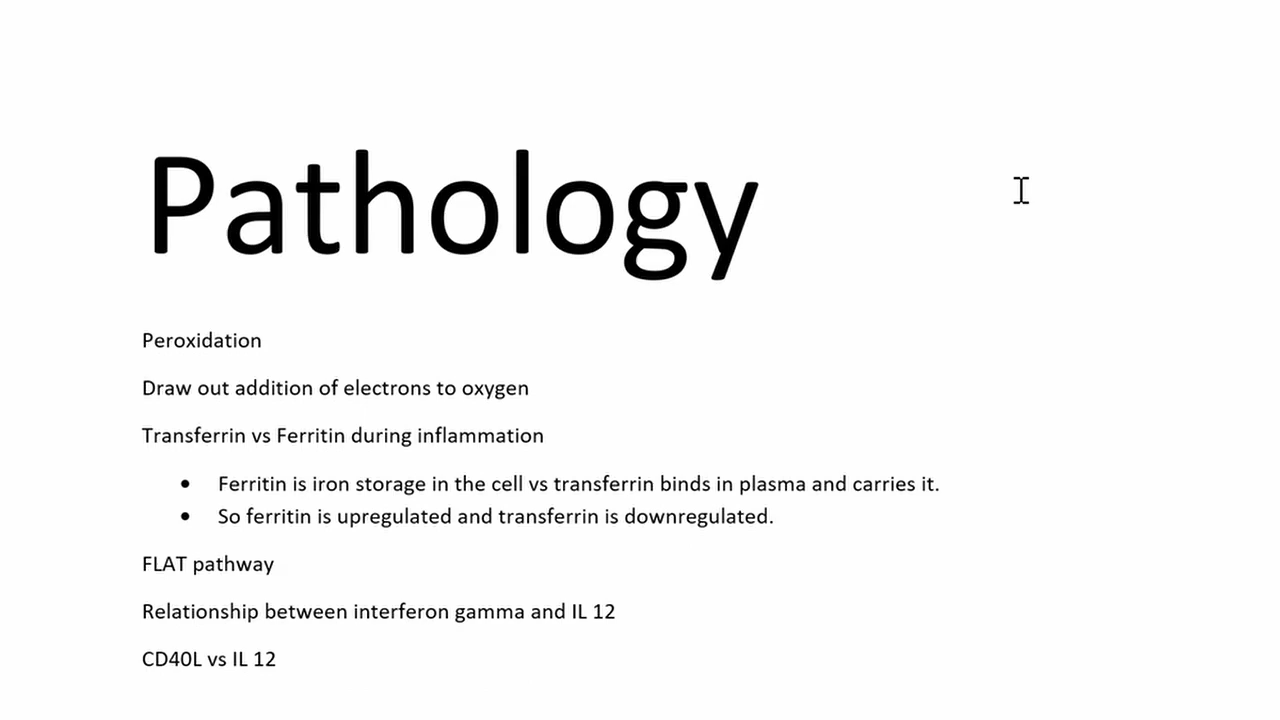 Pathology
Peroxidation
Draw out addition of electrons to oxygen
Transferrin vs Ferritin during inflammation
• Ferritin is iron storage in the cell vs transferrin binds in plasma and carries it.
• So ferritin is upregulated and transferrin is downregulated.
FLAT pathway
Relationship between interferon gamma and IL 12
CD40L vs IL 12